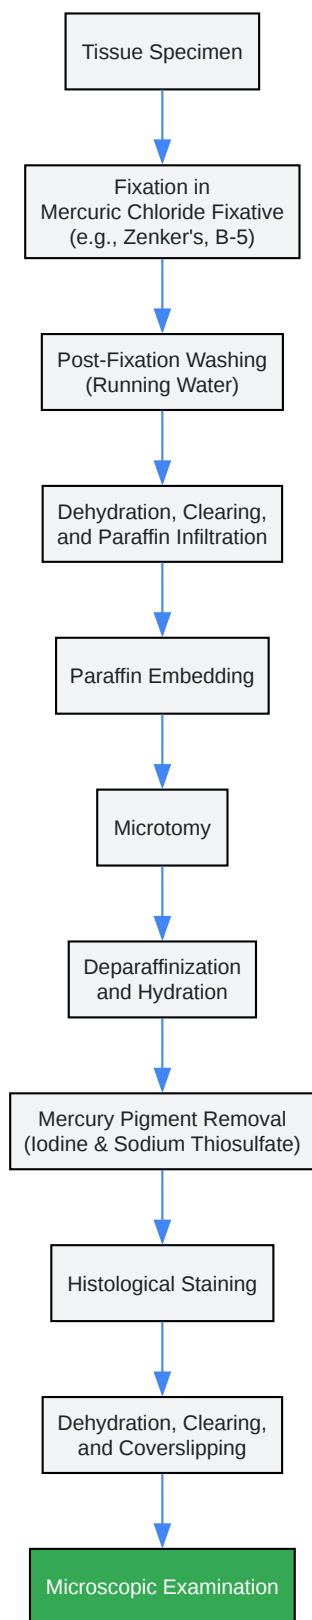 Tissue Specimen
Fixation in
Mercuric Chloride Fixative
(e.g., Zenker's, B-5)
Post-Fixation Washing
(Running Water)
Dehydration, Clearing,
and Paraffin Infiltration
Paraffin Embedding
Microtomy
Deparaffinization
and Hydration
Mercury Pigment Removal
(Iodine & Sodium Thiosulfate)
Histological Staining
Dehydration, Clearing,
and Coverslipping
Microscopic Examination